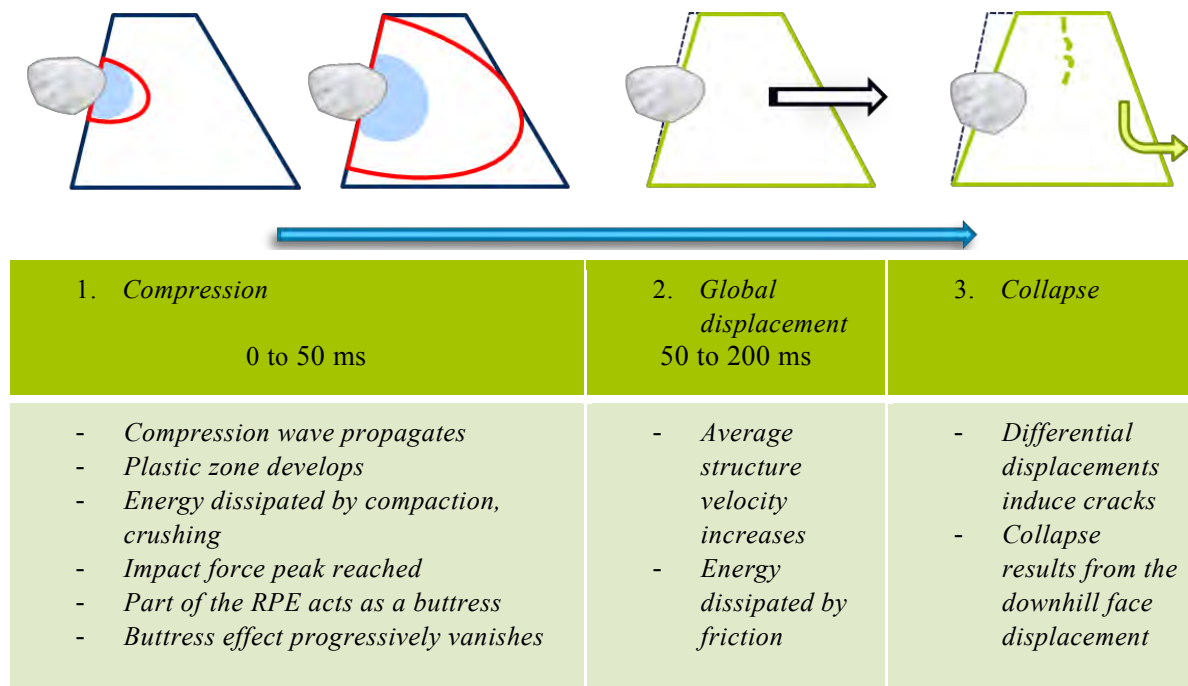 1. Compression
0 to 50 ms
2. Global
displacement
50 to 200 ms
3. Collapse
- Compression wave propagates
- Plastic zone develops
- Energy dissipated by compaction,
crushing
- Impact force peak reached
- Part of the RPE acts as a buttress
- Buttress effect progressively vanishes
- Average
structure
velocity
increases
- Energy
dissipated by
friction
- Differential
displacements
induce cracks
- Collapse
results from the
downhill face
displacement